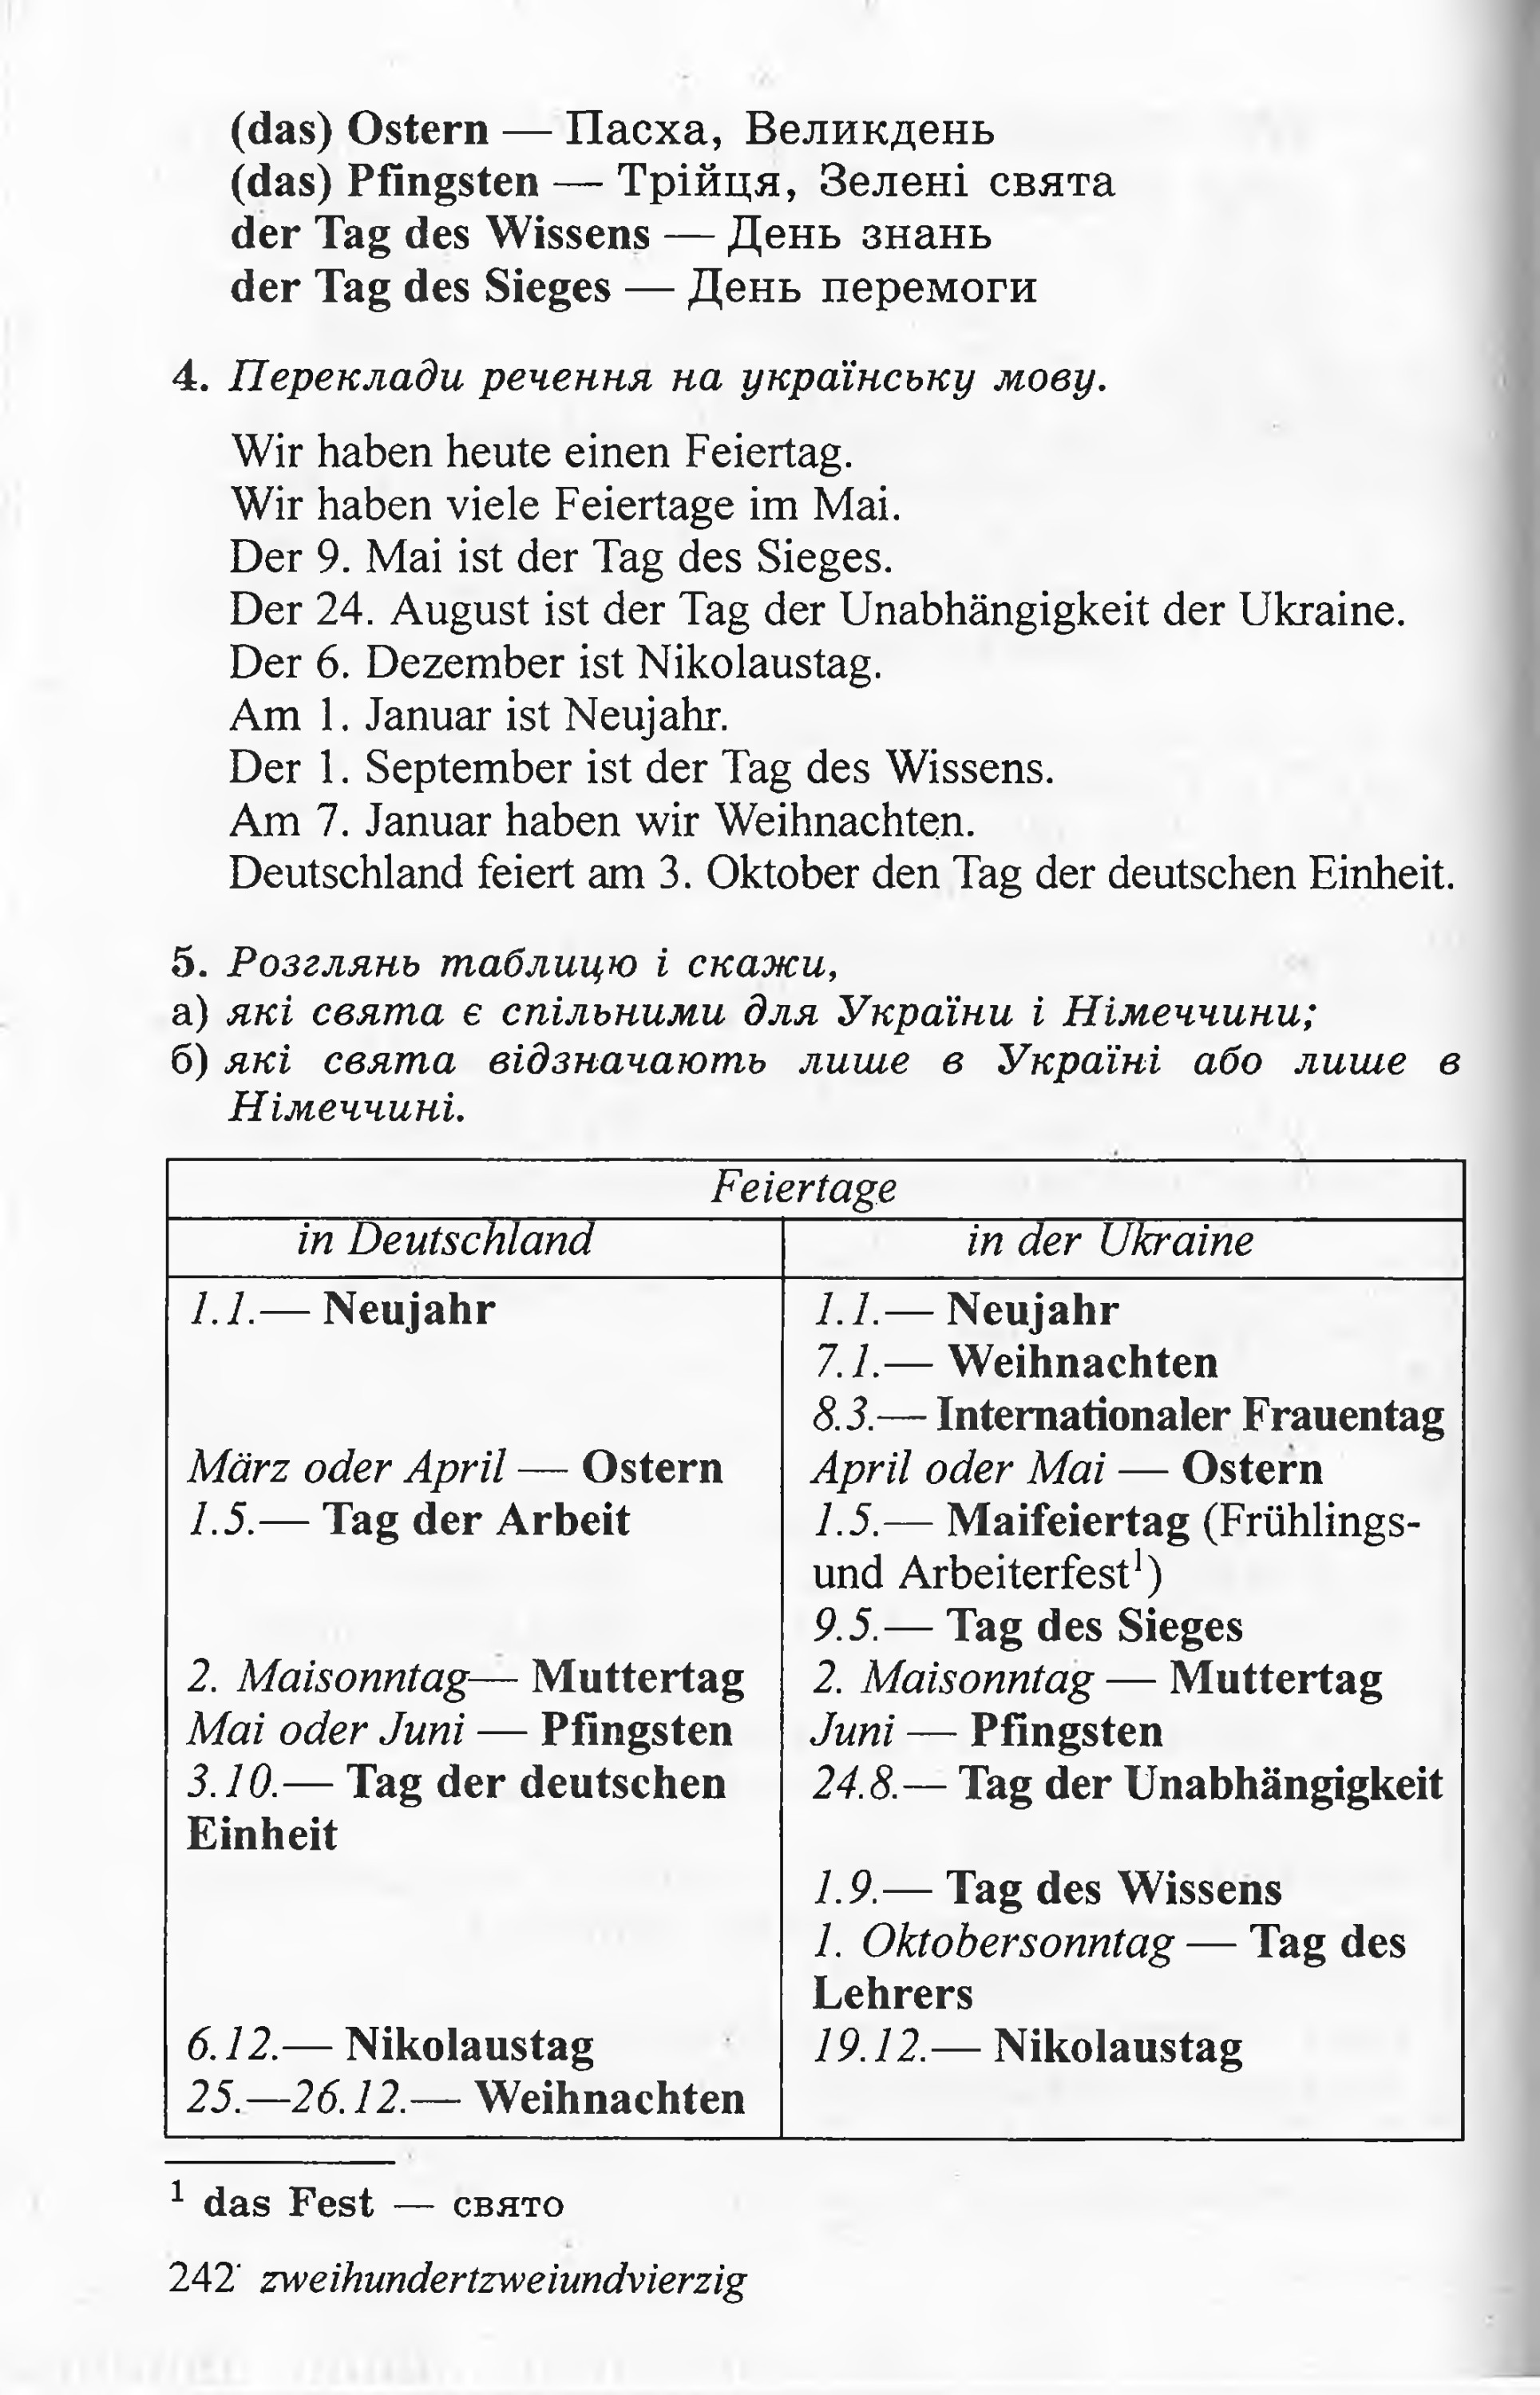 (das) Ostern — Пасха, Великдень
(das) Pfingsten — Трійця, Зелені свята
der Tag des Wissens — День знань
der Tag des Sieges — День перемоги
4. Переклади речення на українську мову.
Wir haben heute einen Feiertag.
Wir haben viele Feiertage im Mai.
Der 9. Mai ist der Tag des Sieges.
Der 24. August ist der Tag der Unabhängigkeit der Ukraine.
Der 6. Dezember ist Nikolaustag.
Am 1. Januar ist Neujahr.
Der 1. September ist der Tag des Wissens.
Am 7. Januar haben wir Weihnachten.
Deutschland feiert am 3. Oktober den Tag der deutschen Einheit.
5. Розглянь таблицю і скажи,
а) які свята є спільними для України і Німеччини;
б) які свята відзначають лише в Україні або лише в
Німеччині.
Feiertage
in Deutschland
1.1.— Neujahr
März oder April — Ostern
1.5.— Tag der Arbeit
2. Maisonntag— Muttertag
Mai oder Juni — Pfingsten
3.10.— Tag der deutschen
Einheit
6.12.— Nikolaustag
25.—26.12.— Weihnachten
in der Ukraine
1.1.— Neujahr
7.1.— Weihnachten
8.3.— Internationaler Frauentag
April oder Mai — Ostern
1.5.— Maifeiertag (Frühlings-
und Arbeiterfest¹)
9.5.— Tag des Sieges
2. Maisonntag — Muttertag
Juni — Pfingsten
24.8.— Tag der Unabhängigkeit
1.9.— Tag des Wissens
1. Oktobersonntag — Tag des
Lehrers
19.12.— Nikolaustag
¹ das Fest — свято
242 zweihundertzweiundvierzig